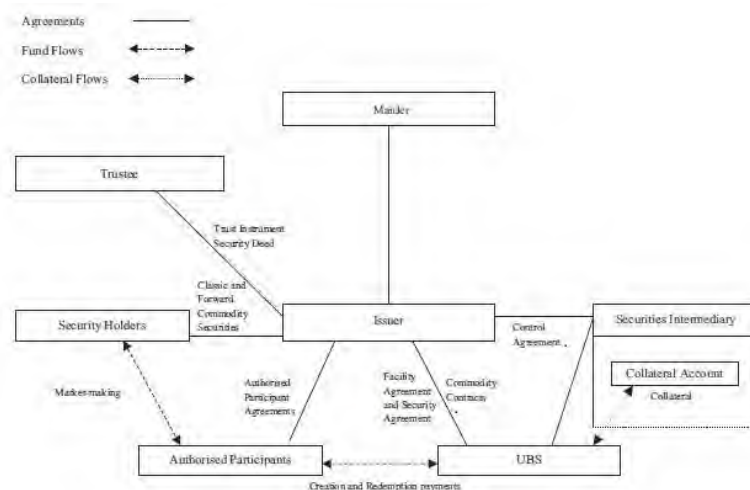 Agreements
Fund Flows
Collateral Flows
Trustee
Trust Instrument
Security Deed
Classic and
Forward
Commodity
Securities
Security Holders
Issuer
Control
Agreement
Securities Intermediary
Collateral Account
Collateral
Market-making
Authorised
Participant
Agreements
Facility
Agreement
and Security
Agreement
Commodity
Contracts
Authorised Participants
UBS
Creation and Redemption payments